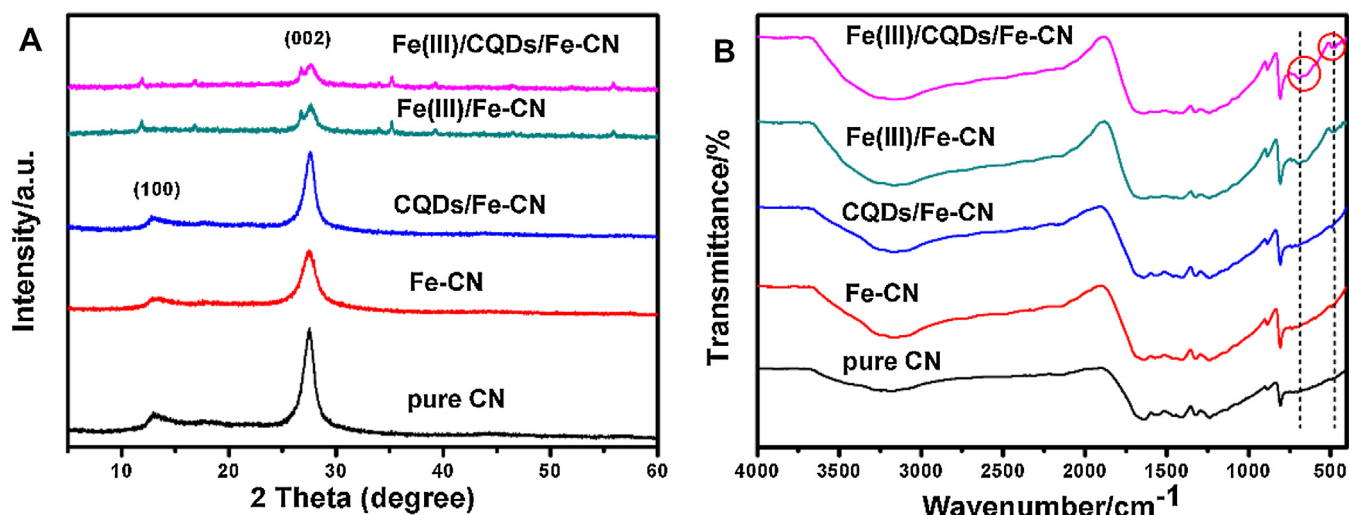 A
(002)
Fe(III)/CQDs/Fe-CN
Fe(III)/Fe-CN
(100)
CQDs/Fe-CN
Fe-CN
pure CN
Intensity/a.u.
10 20 30 40 50 60
2 Theta (degree)
B
Fe(III)/CQDs/Fe-CN
Fe(III)/Fe-CN
CQDs/Fe-CN
Fe-CN
pure CN
Transmittance/%
4000 3500 3000 2500 2000 1500 1000 500
Wavenumber/cm⁻¹